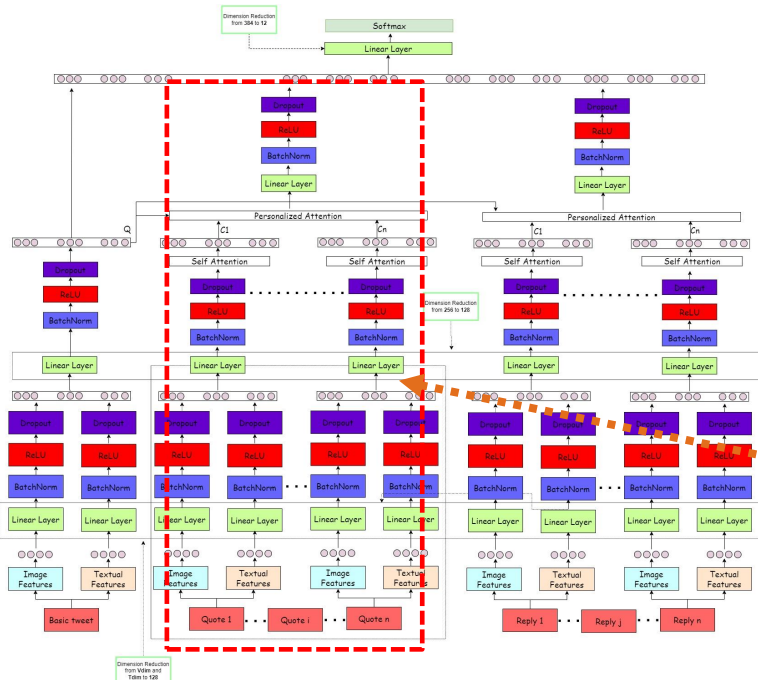 Dimension Reduction
from 384 to 12
Softmax
Linear Layer
Dropout Dropout
ReLU ReLU
BatchNorm BatchNorm
Linear Layer Linear Layer
Personalized Attention Personalized Attention
Q C1 Cn C1 Cn
Self Attention Self Attention Self Attention Self Attention
Dropout Dropout Dropout Dropout Dropout
ReLU ReLU ReLU ReLU ReLU
BatchNorm BatchNorm BatchNorm BatchNorm BatchNorm
Dimension Reduction
from 256 to 128
Linear Layer Linear Layer Linear Layer Linear Layer Linear Layer
Dropout Dropout Dropout Dropout Dropout Dropout Dropout Dropout Dropout Dropout
ReLU ReLU ReLU ReLU ReLU ReLU ReLU ReLU ReLU ReLU
BatchNorm BatchNorm BatchNorm BatchNorm BatchNorm BatchNorm BatchNorm BatchNorm BatchNorm BatchNorm
Linear Layer Linear Layer Linear Layer Linear Layer Linear Layer Linear Layer Linear Layer Linear Layer Linear Layer Linear Layer
Image Textual Image Textual Image Textual Image Textual Image Textual
Features Features Features Features Features Features Features Features Features Features
Basic tweet Quote 1 Quote i Quote n Reply 1 Reply j Reply n
Dimension Reduction
from Vdim and
Tdim to 128